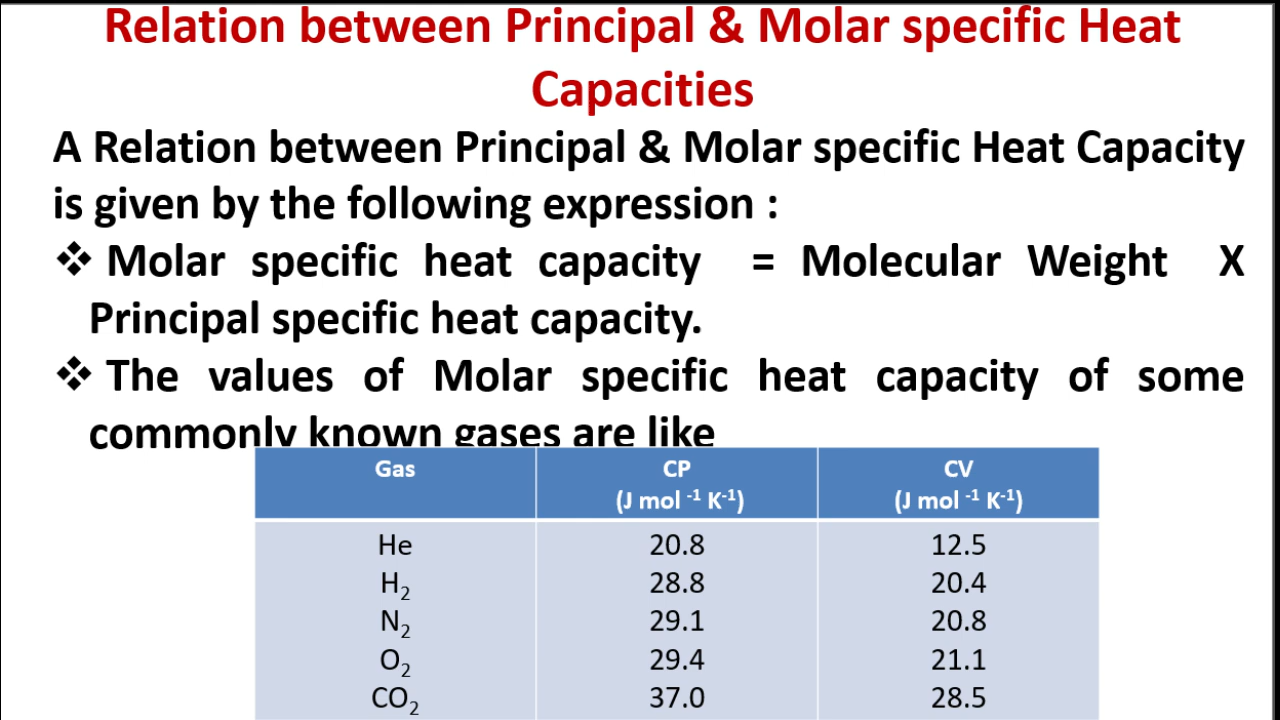 Relation between Principal & Molar specific Heat
Capacities
A Relation between Principal & Molar specific Heat Capacity
is given by the following expression :
❖ Molar specific heat capacity = Molecular Weight X
Principal specific heat capacity.
❖ The values of Molar specific heat capacity of some
commonly known gases are like
Gas CP CV
(J mol ⁻¹ K⁻¹) (J mol ⁻¹ K⁻¹)
He 20.8 12.5
H₂ 28.8 20.4
N₂ 29.1 20.8
O₂ 29.4 21.1
CO₂ 37.0 28.5